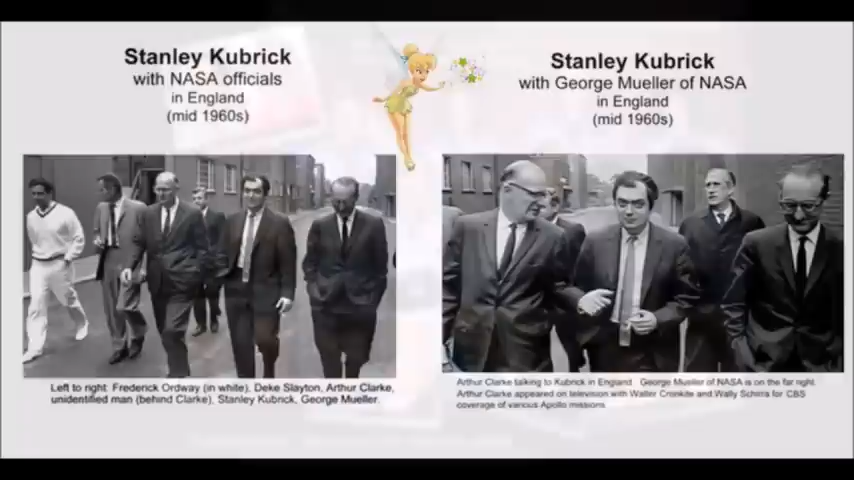 Stanley Kubrick
with NASA officials
in England
(mid 1960s)
Left to right: Frederick Ordway (in white), Deke Slayton, Arthur Clarke,
unidentified man (behind Clarke), Stanley Kubrick, George Mueller.
Stanley Kubrick
with George Mueller of NASA
in England
(mid 1960s)
Arthur Clarke talking to Kubrick in England. George Mueller of NASA is on the far right.
Arthur Clarke appeared on television with Walter Cronkite and Wally Schirra for CBS
coverage of various Apollo missions